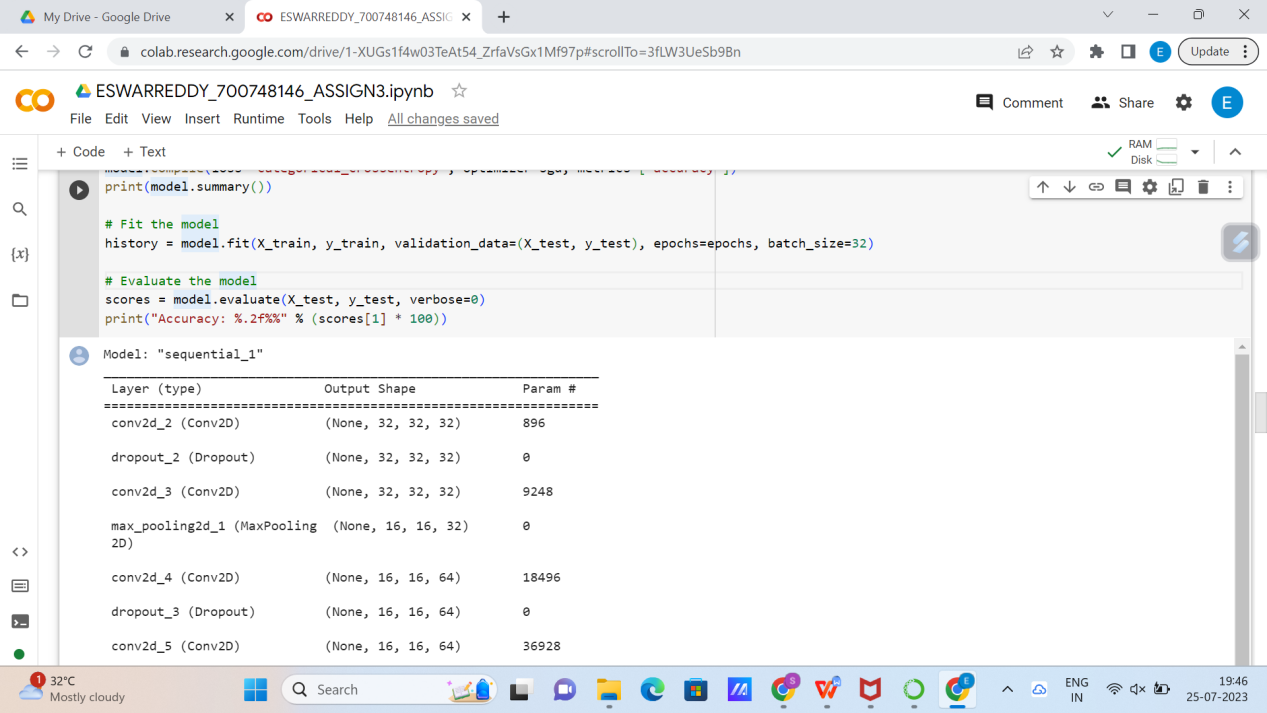 My Drive - Google Drive
ESWARREDDY_700748146_ASSIG
colab.research.google.com/drive/1-XUGs1f4w03TeAt54_ZrfaVsGx1Mf97p#scrollTo=3fLW3UeSb9Bn
E
Update
ESWARREDDY_700748146_ASSIGN3.ipynb
File Edit View Insert Runtime Tools Help All changes saved
Comment
Share
E
+ Code + Text
RAM
Disk
print(model.summary())
# Fit the model
history = model.fit(X_train, y_train, validation_data=(X_test, y_test), epochs=epochs, batch_size=32)
# Evaluate the model
scores = model.evaluate(X_test, y_test, verbose=0)
print("Accuracy: %.2f%%" % (scores[1] * 100))
{x}
Model: "sequential_1"
Layer (type) Output Shape Param #
conv2d_2 (Conv2D) (None, 32, 32, 32) 896
dropout_2 (Dropout) (None, 32, 32, 32) 0
conv2d_3 (Conv2D) (None, 32, 32, 32) 9248
max_pooling2d_1 (MaxPooling (None, 16, 16, 32) 0
2D)
conv2d_4 (Conv2D) (None, 16, 16, 64) 18496
dropout_3 (Dropout) (None, 16, 16, 64) 0
conv2d_5 (Conv2D) (None, 16, 16, 64) 36928
1
32°C
Mostly cloudy
Search
S
E
ENG
IN
19:46
25-07-2023